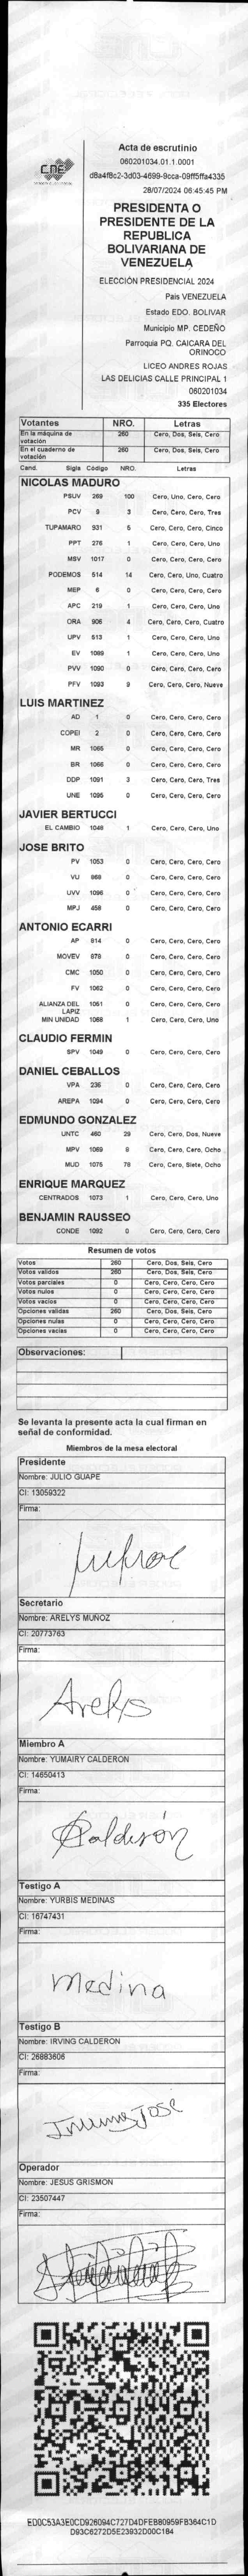 CNE
Acta de escrutinio
060201034.01.1.0001
d8a4f8c2-3d03-4699-9cca-09ff5ffa4335
28/07/2024 06:45:45 PM
PRESIDENTA O
PRESIDENTE DE LA
REPUBLICA
BOLIVARIANA DE
VENEZUELA
ELECCIÓN PRESIDENCIAL 2024
Pais VENEZUELA
Estado EDO. BOLIVAR
Municipio MP. CEDEÑO
Parroquia PQ. CAICARA DEL
ORINOCO
LICEO ANDRES ROJAS
LAS DELICIAS CALLE PRINCIPAL 1
060201034
335 Electores
Votantes NRO. Letras
En la máquina de votación 260 Cero, Dos, Seis, Cero
En el cuaderno de votación 260 Cero, Dos, Seis, Cero
Cand. Sigla Código NRO. Letras
NICOLAS MADURO
PSUV 269 100 Cero, Uno, Cero, Cero
PCV 9 3 Cero, Cero, Cero, Tres
TUPAMARO 931 5 Cero, Cero, Cero, Cinco
PPT 276 1 Cero, Cero, Cero, Uno
MSV 1017 0 Cero, Cero, Cero, Cero
PODEMOS 514 14 Cero, Cero, Uno, Cuatro
MEP 6 0 Cero, Cero, Cero, Cero
APC 219 1 Cero, Cero, Cero, Uno
ORA 906 4 Cero, Cero, Cero, Cuatro
UPV 513 1 Cero, Cero, Cero, Uno
EV 1089 1 Cero, Cero, Cero, Uno
PVV 1090 0 Cero, Cero, Cero, Cero
PFV 1093 9 Cero, Cero, Cero, Nueve
LUIS MARTINEZ
AD 1 0 Cero, Cero, Cero, Cero
COPEI 2 0 Cero, Cero, Cero, Cero
MR 1065 0 Cero, Cero, Cero, Cero
BR 1066 0 Cero, Cero, Cero, Cero
DDP 1091 3 Cero, Cero, Cero, Tres
UNE 1095 0 Cero, Cero, Cero, Cero
JAVIER BERTUCCI
EL CAMBIO 1048 1 Cero, Cero, Cero, Uno
JOSE BRITO
PV 1053 0 Cero, Cero, Cero, Cero
VU 868 0 Cero, Cero, Cero, Cero
UVV 1096 0 Cero, Cero, Cero, Cero
MPJ 458 0 Cero, Cero, Cero, Cero
ANTONIO ECARRI
AP 814 0 Cero, Cero, Cero, Cero
MOVEV 978 0 Cero, Cero, Cero, Cero
CMC 1050 0 Cero, Cero, Cero, Cero
FV 1062 0 Cero, Cero, Cero, Cero
ALIANZA DEL LAPIZ 1051 0 Cero, Cero, Cero, Cero
MIN UNIDAD 1068 1 Cero, Cero, Cero, Uno
CLAUDIO FERMIN
SPV 1049 0 Cero, Cero, Cero, Cero
DANIEL CEBALLOS
VPA 236 0 Cero, Cero, Cero, Cero
AREPA 1094 0 Cero, Cero, Cero, Cero
EDMUNDO GONZALEZ
UNTC 460 29 Cero, Cero, Dos, Nueve
MPV 1059 9 Cero, Cero, Cero, Ocho
MUD 1075 78 Cero, Cero, Siete, Ocho
ENRIQUE MARQUEZ
CENTRADOS 1073 1 Cero, Cero, Cero, Uno
BENJAMIN RAUSSEO
CONDE 1092 0 Cero, Cero, Cero, Cero
Resumen de votos
Votos 260 Cero, Dos, Seis, Cero
Votos validos 260 Cero, Dos, Seis, Cero
Votos parciales 0 Cero, Cero, Cero, Cero
Votos nulos 0 Cero, Cero, Cero, Cero
Votos vacios 0 Cero, Cero, Cero, Cero
Opciones validas 260 Cero, Dos, Seis, Cero
Opciones nulas 0 Cero, Cero, Cero, Cero
Opciones vacias 0 Cero, Cero, Cero, Cero
Observaciones:
Se levanta la presente acta la cual firman en
señal de conformidad.
Miembros de la mesa electoral
Presidente
Nombre: JULIO GUAPE
CI: 13059322
Firma:
Secretario
Nombre: ARELYS MUÑOZ
CI: 20773763
Firma:
Arelys
Miembro A
Nombre: YUMAIRY CALDERON
CI: 14650413
Firma:
Calderón
Testigo A
Nombre: YURBIS MEDINAS
CI: 16747431
Firma:
Medina
Testigo B
Nombre: IRVING CALDERON
CI: 26883606
Firma:
Jose
Operador
Nombre: JESUS GRISMON
CI: 23507447
Firma:
ED0C53A3E0CD926094C727D4DFEB80959FB364C1D
D93C6272D5E23932D00C184